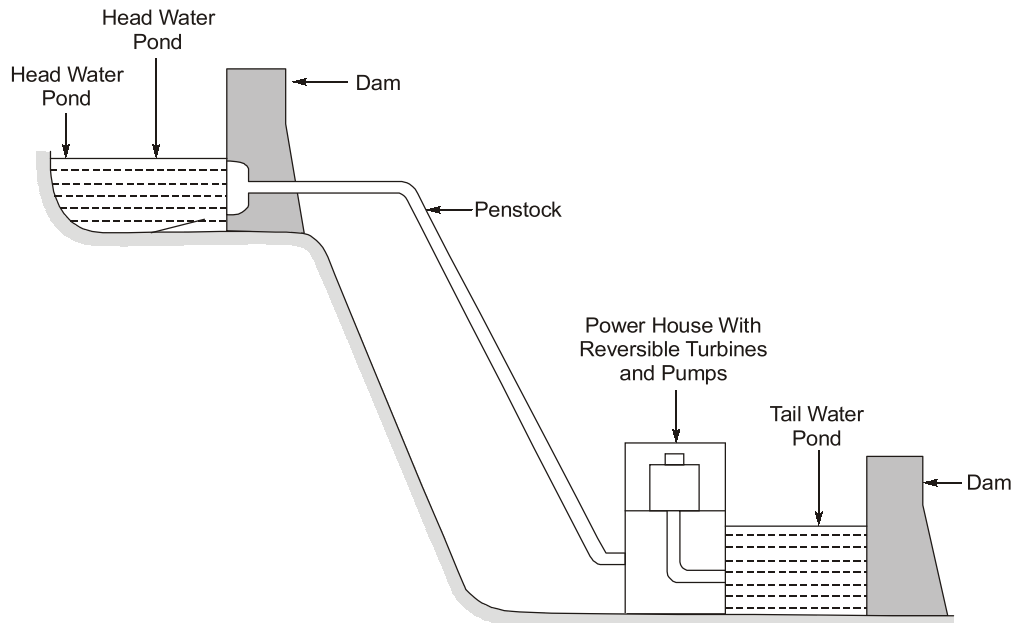 Head Water
Pond
Head Water
Pond
Dam
Penstock
Power House With
Reversible Turbines
and Pumps
Tail Water
Pond
Dam